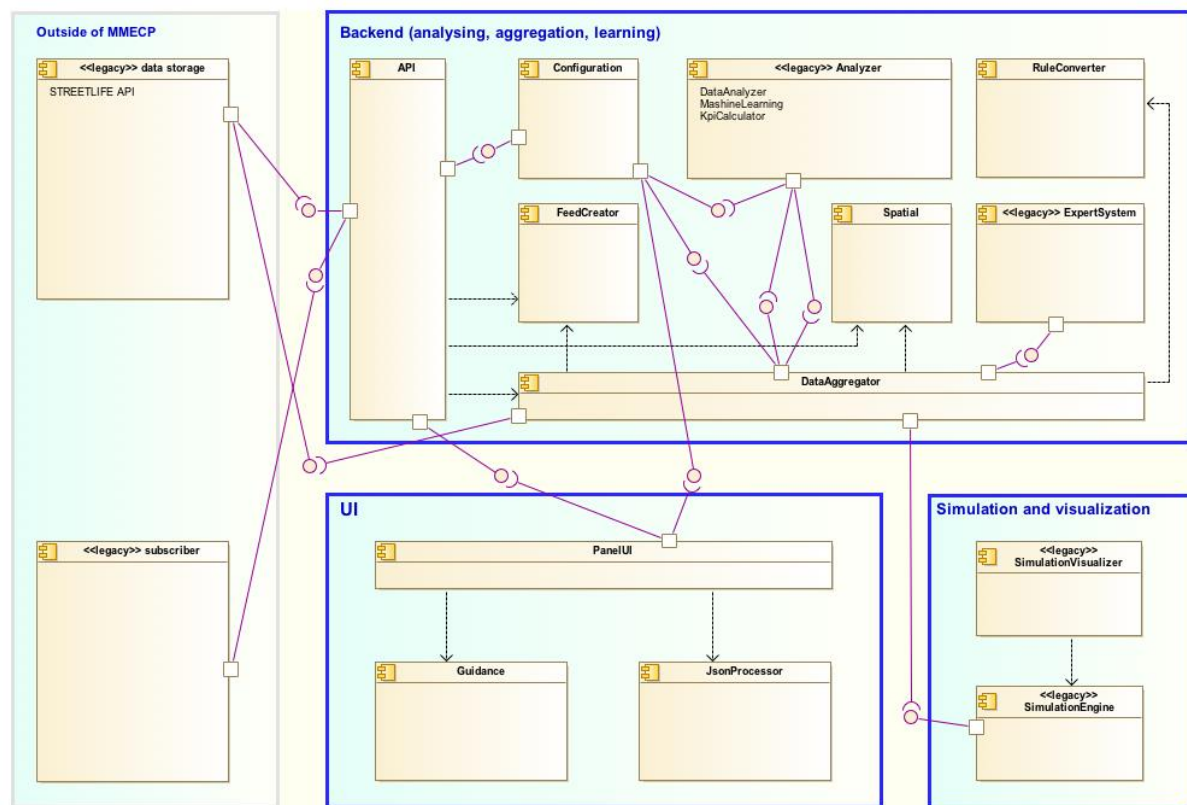 Outside of MMECP
<<legacy>> data storage
STREETLIFE API
<<legacy>> subscriber
Backend (analysing, aggregation, learning)
API
Configuration
<<legacy>> Analyzer
DataAnalyzer
MashineLearning
KpiCalculator
RuleConverter
FeedCreator
Spatial
<<legacy>> ExpertSystem
DataAggregator
UI
PanelUI
Guidance
JsonProcessor
Simulation and visualization
<<legacy>>
SimulationVisualizer
<<legacy>>
SimulationEngine